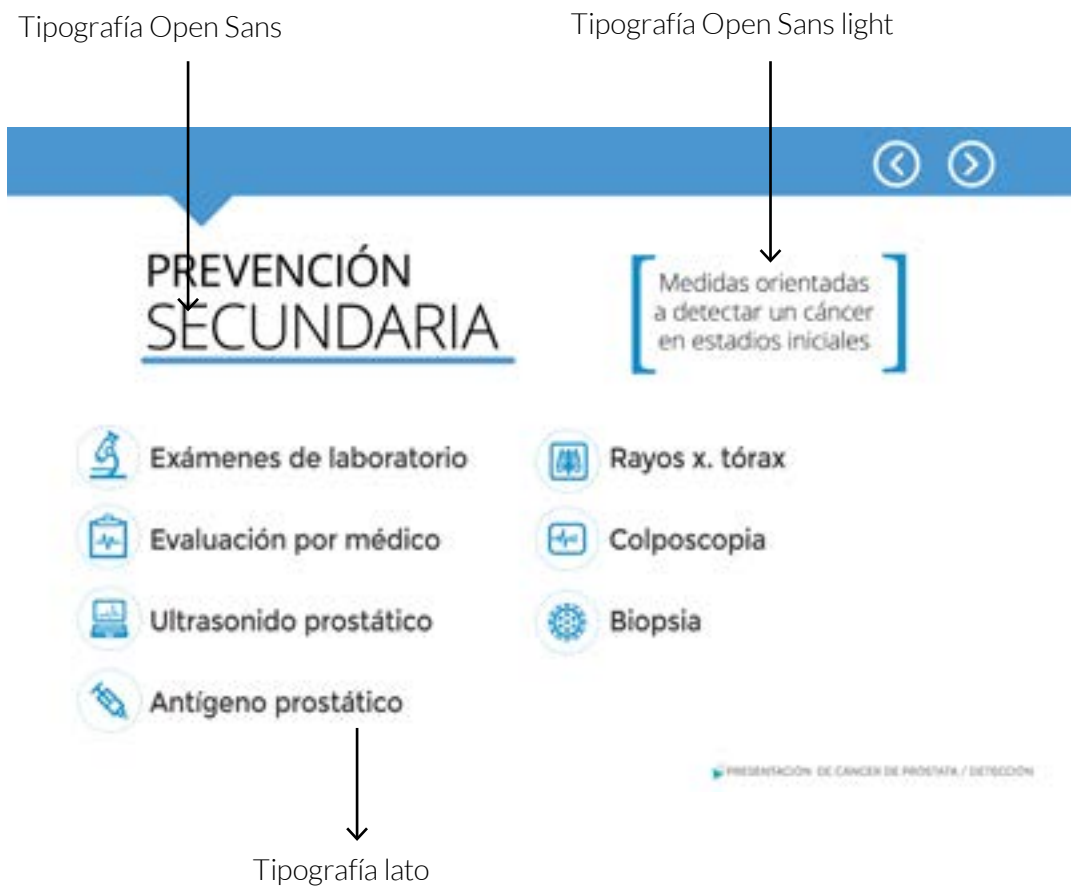 Tipografía Open Sans
Tipografía Open Sans light
PREVENCIÓN
SECUNDARIA
Medidas orientadas
a detectar un cáncer
en estadios iniciales
Exámenes de laboratorio
Rayos x. tórax
Evaluación por médico
Colposcopia
Ultrasonido prostático
Biopsia
Antígeno prostático
PRESENTACIÓN DE CANCER DE PRÓSTATA / DETECCIÓN
Tipografía lato